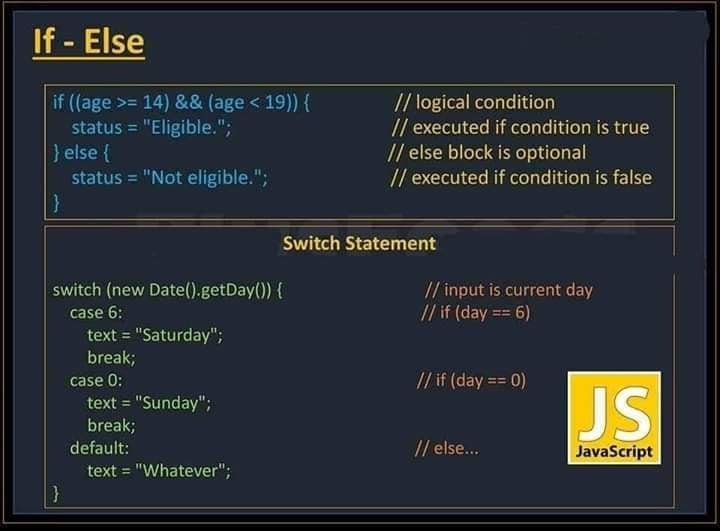 If - Else
if ((age >= 14) && (age < 19)) { // logical condition
status = "Eligible."; // executed if condition is true
} else { // else block is optional
status = "Not eligible."; // executed if condition is false
}
Switch Statement
switch (new Date().getDay()) { // input is current day
case 6: // if (day == 6)
text = "Saturday";
break;
case 0: // if (day == 0)
text = "Sunday";
break;
default: // else...
text = "Whatever";
}
JS
JavaScript